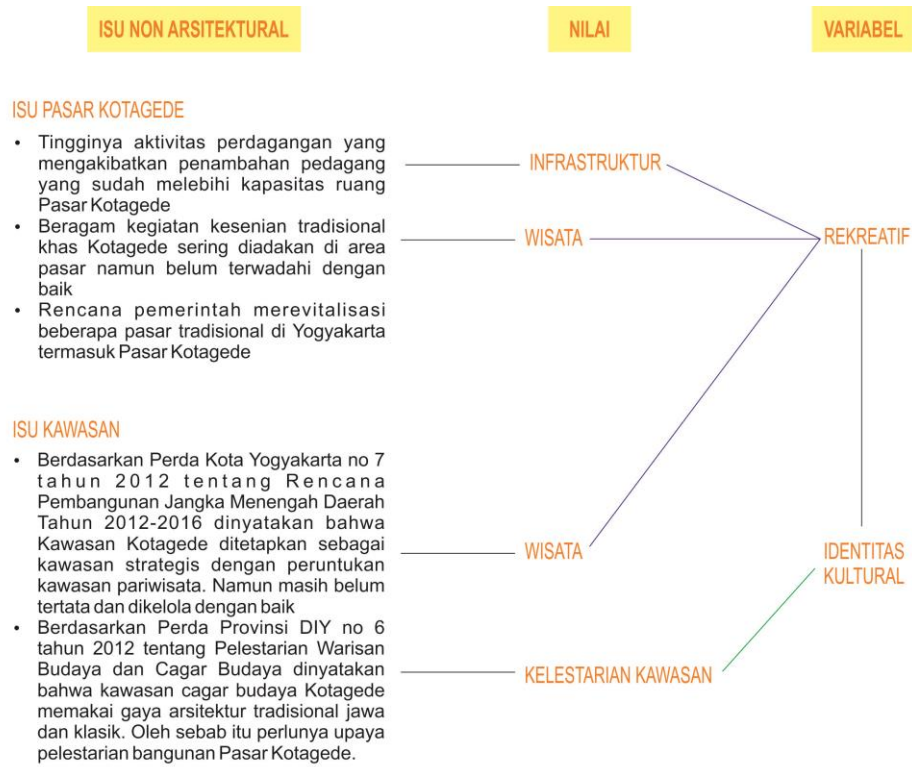 ISU NON ARSITEKTURAL
NILAI
VARIABEL
ISU PASAR KOTAGEDE
• Tingginya aktivitas perdagangan yang
mengakibatkan penambahan pedagang
yang sudah melebihi kapasitas ruang
Pasar Kotagede
• Beragam kegiatan kesenian tradisional
khas Kotagede sering diadakan di area
pasar namun belum terwadahi dengan
baik
• Rencana pemerintah merevitalisasi
beberapa pasar tradisional di Yogyakarta
termasuk Pasar Kotagede
INFRASTRUKTUR
WISATA
REKREATIF
ISU KAWASAN
• Berdasarkan Perda Kota Yogyakarta no 7
tahun 2012 tentang Rencana
Pembangunan Jangka Menengah Daerah
Tahun 2012-2016 dinyatakan bahwa
Kawasan Kotagede ditetapkan sebagai
kawasan strategis dengan peruntukan
kawasan pariwisata. Namun masih belum
tertata dan dikelola dengan baik
• Berdasarkan Perda Provinsi DIY no 6
tahun 2012 tentang Pelestarian Warisan
Budaya dan Cagar Budaya dinyatakan
bahwa kawasan cagar budaya Kotagede
memakai gaya arsitektur tradisional jawa
dan klasik. Oleh sebab itu perlunya upaya
pelestarian bangunan Pasar Kotagede.
WISATA
KELESTARIAN KAWASAN
IDENTITAS
KULTURAL